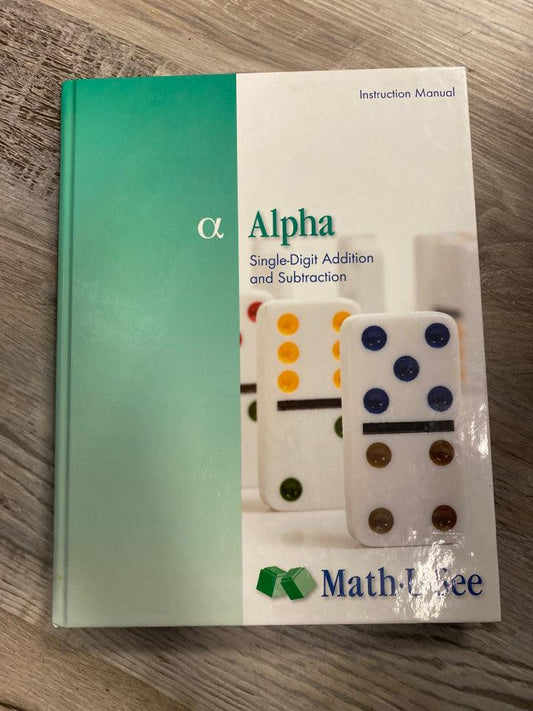 Instruction Manual
α Alpha
Single-Digit Addition
and Subtraction
Math·U·See